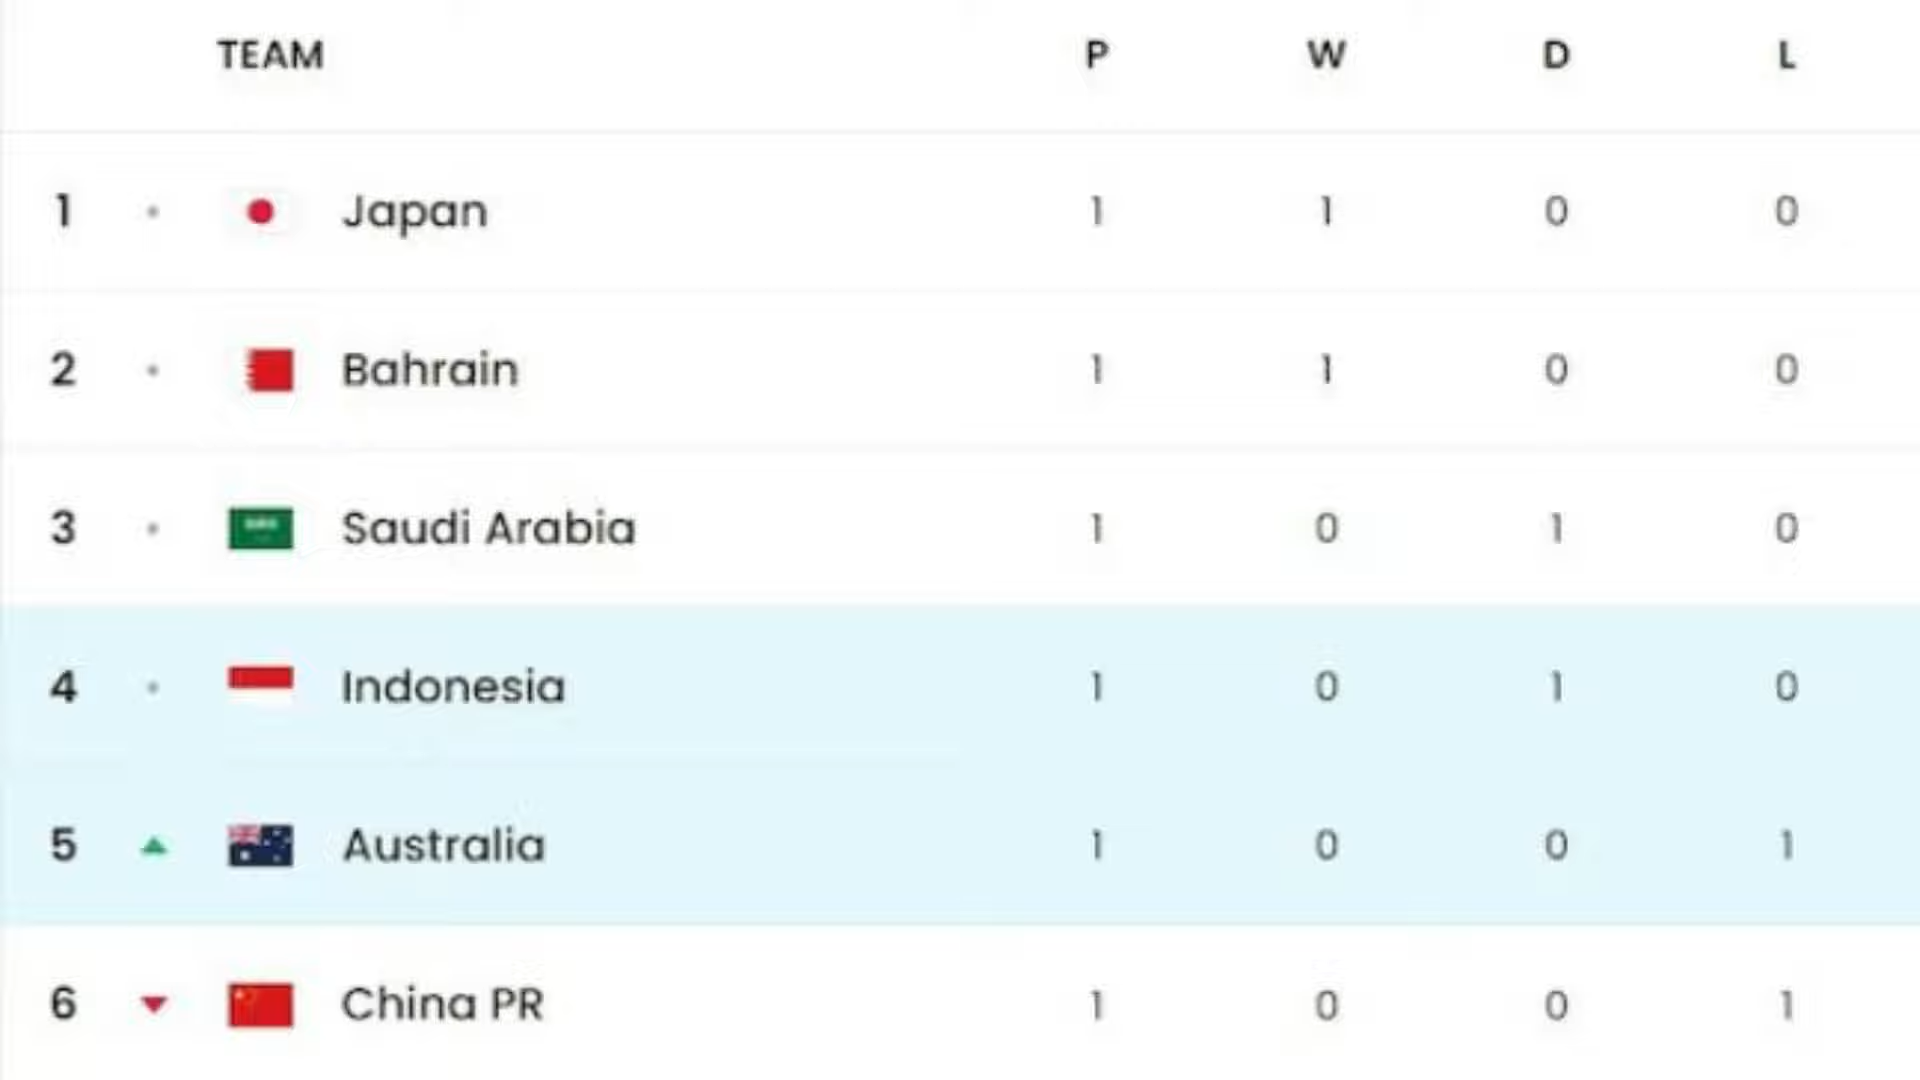 TEAM P W D L
1 Japan 1 1 0 0
2 Bahrain 1 1 0 0
3 Saudi Arabia 1 0 1 0
4 Indonesia 1 0 1 0
5 Australia 1 0 0 1
6 China PR 1 0 0 1